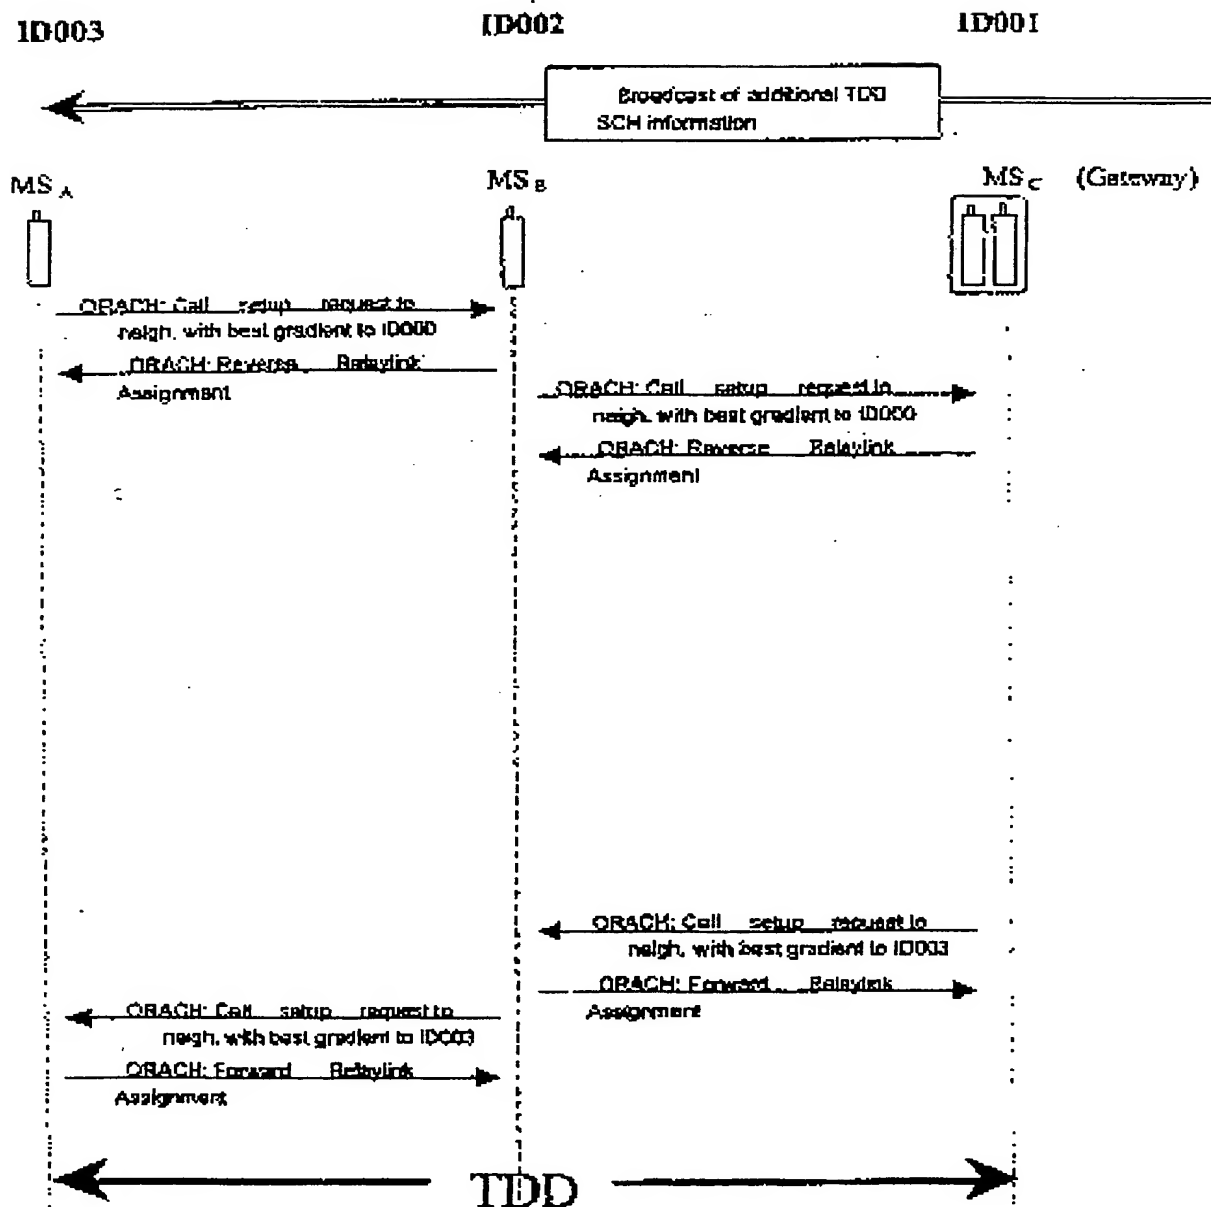 ID003 ID002 ID001
Broadcast of additional TDD
SCH information
MS A MS B MS C (Gateway)
ORACH: Call setup request to
neigh. with best gradient to ID000
ORACH: Reverse Relaylink
Assignment
ORACH: Call setup request to
neigh. with best gradient to ID000
ORACH: Reverse Relaylink
Assignment
ORACH: Call setup request to
neigh. with best gradient to ID003
ORACH: Forward Relaylink
Assignment
ORACH: Call setup request to
neigh. with best gradient to ID003
ORACH: Forward Relaylink
Assignment
TDD